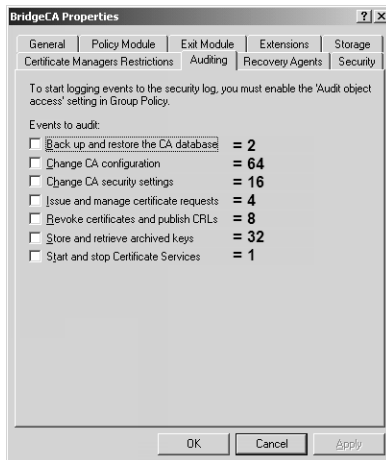 BridgeCA Properties
General Policy Module Exit Module Extensions Storage
Certificate Managers Restrictions Auditing Recovery Agents Security
To start logging events to the security log, you must enable the 'Audit object
access' setting in Group Policy.
Events to audit:
Back up and restore the CA database = 2
Change CA configuration = 64
Change CA security settings = 16
Issue and manage certificate requests = 4
Revoke certificates and publish CRLs = 8
Store and retrieve archived keys = 32
Start and stop Certificate Services = 1
OK Cancel Apply